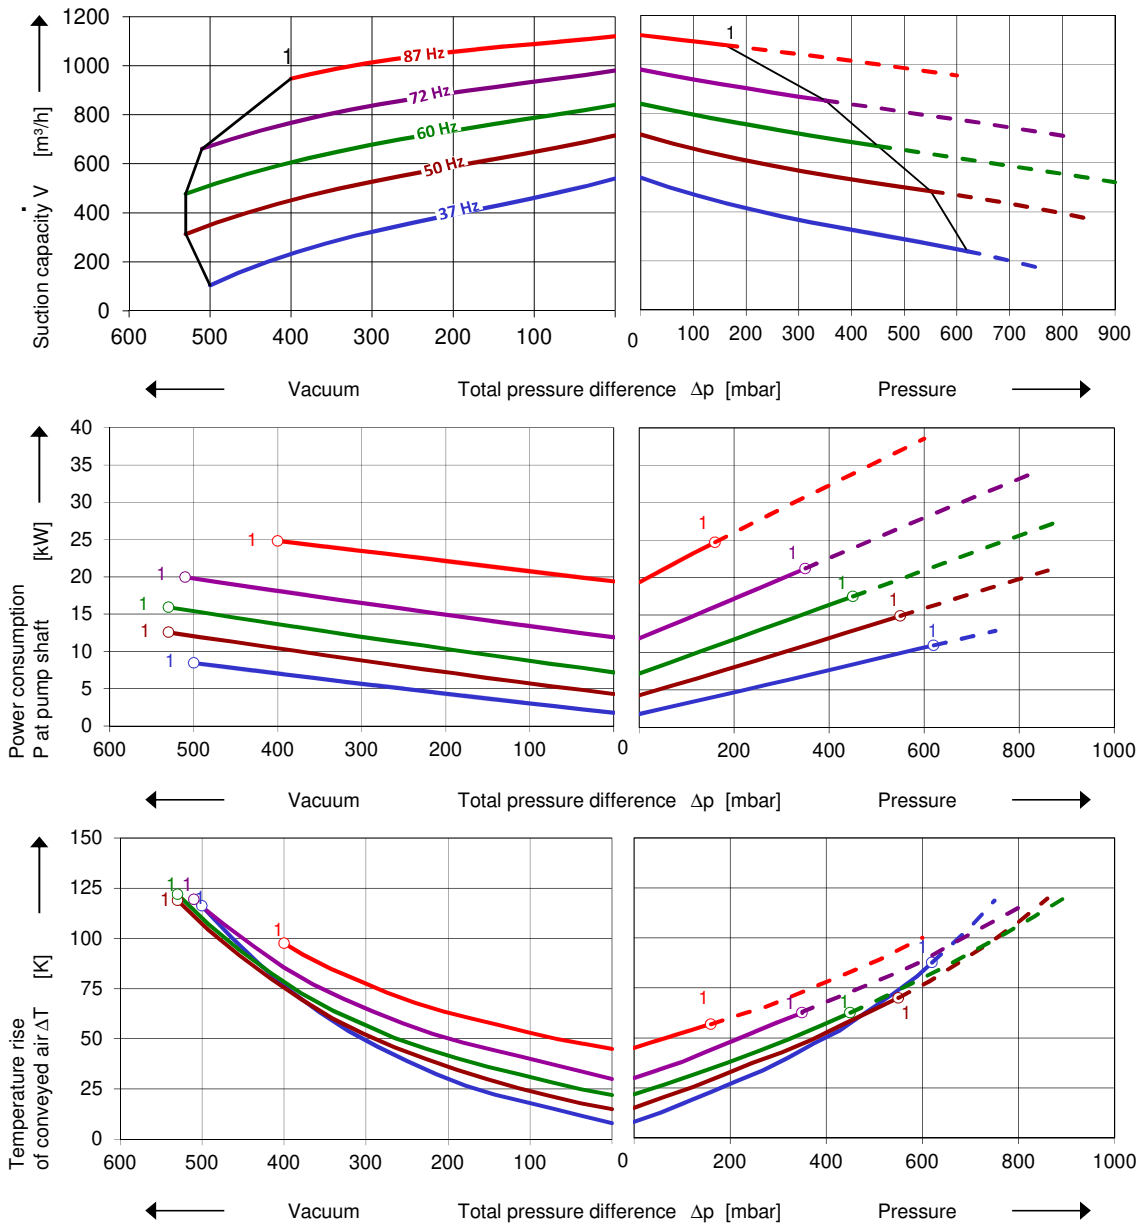 Suction capacity V̇ [m³/h]
1200
1000
800
600
400
200
0
1
87 Hz
72 Hz
60 Hz
50 Hz
37 Hz
1
600 500 400 300 200 100
0 100 200 300 400 500 600 700 800 900
Vacuum Total pressure difference Δp [mbar] Pressure
Power consumption
P at pump shaft [kW]
40
35
30
25
20
15
10
5
0
1
1
1
1
1
1
1
1
1
1
600 500 400 300 200 100 0 200 400 600 800 1000
Vacuum Total pressure difference Δp [mbar] Pressure
Temperature rise
of conveyed air ΔT [K]
150
125
100
75
50
25
0
1
1
1
1
1
1
1
1
1
1
600 500 400 300 200 100 0 200 400 600 800 1000
Vacuum Total pressure difference Δp [mbar] Pressure